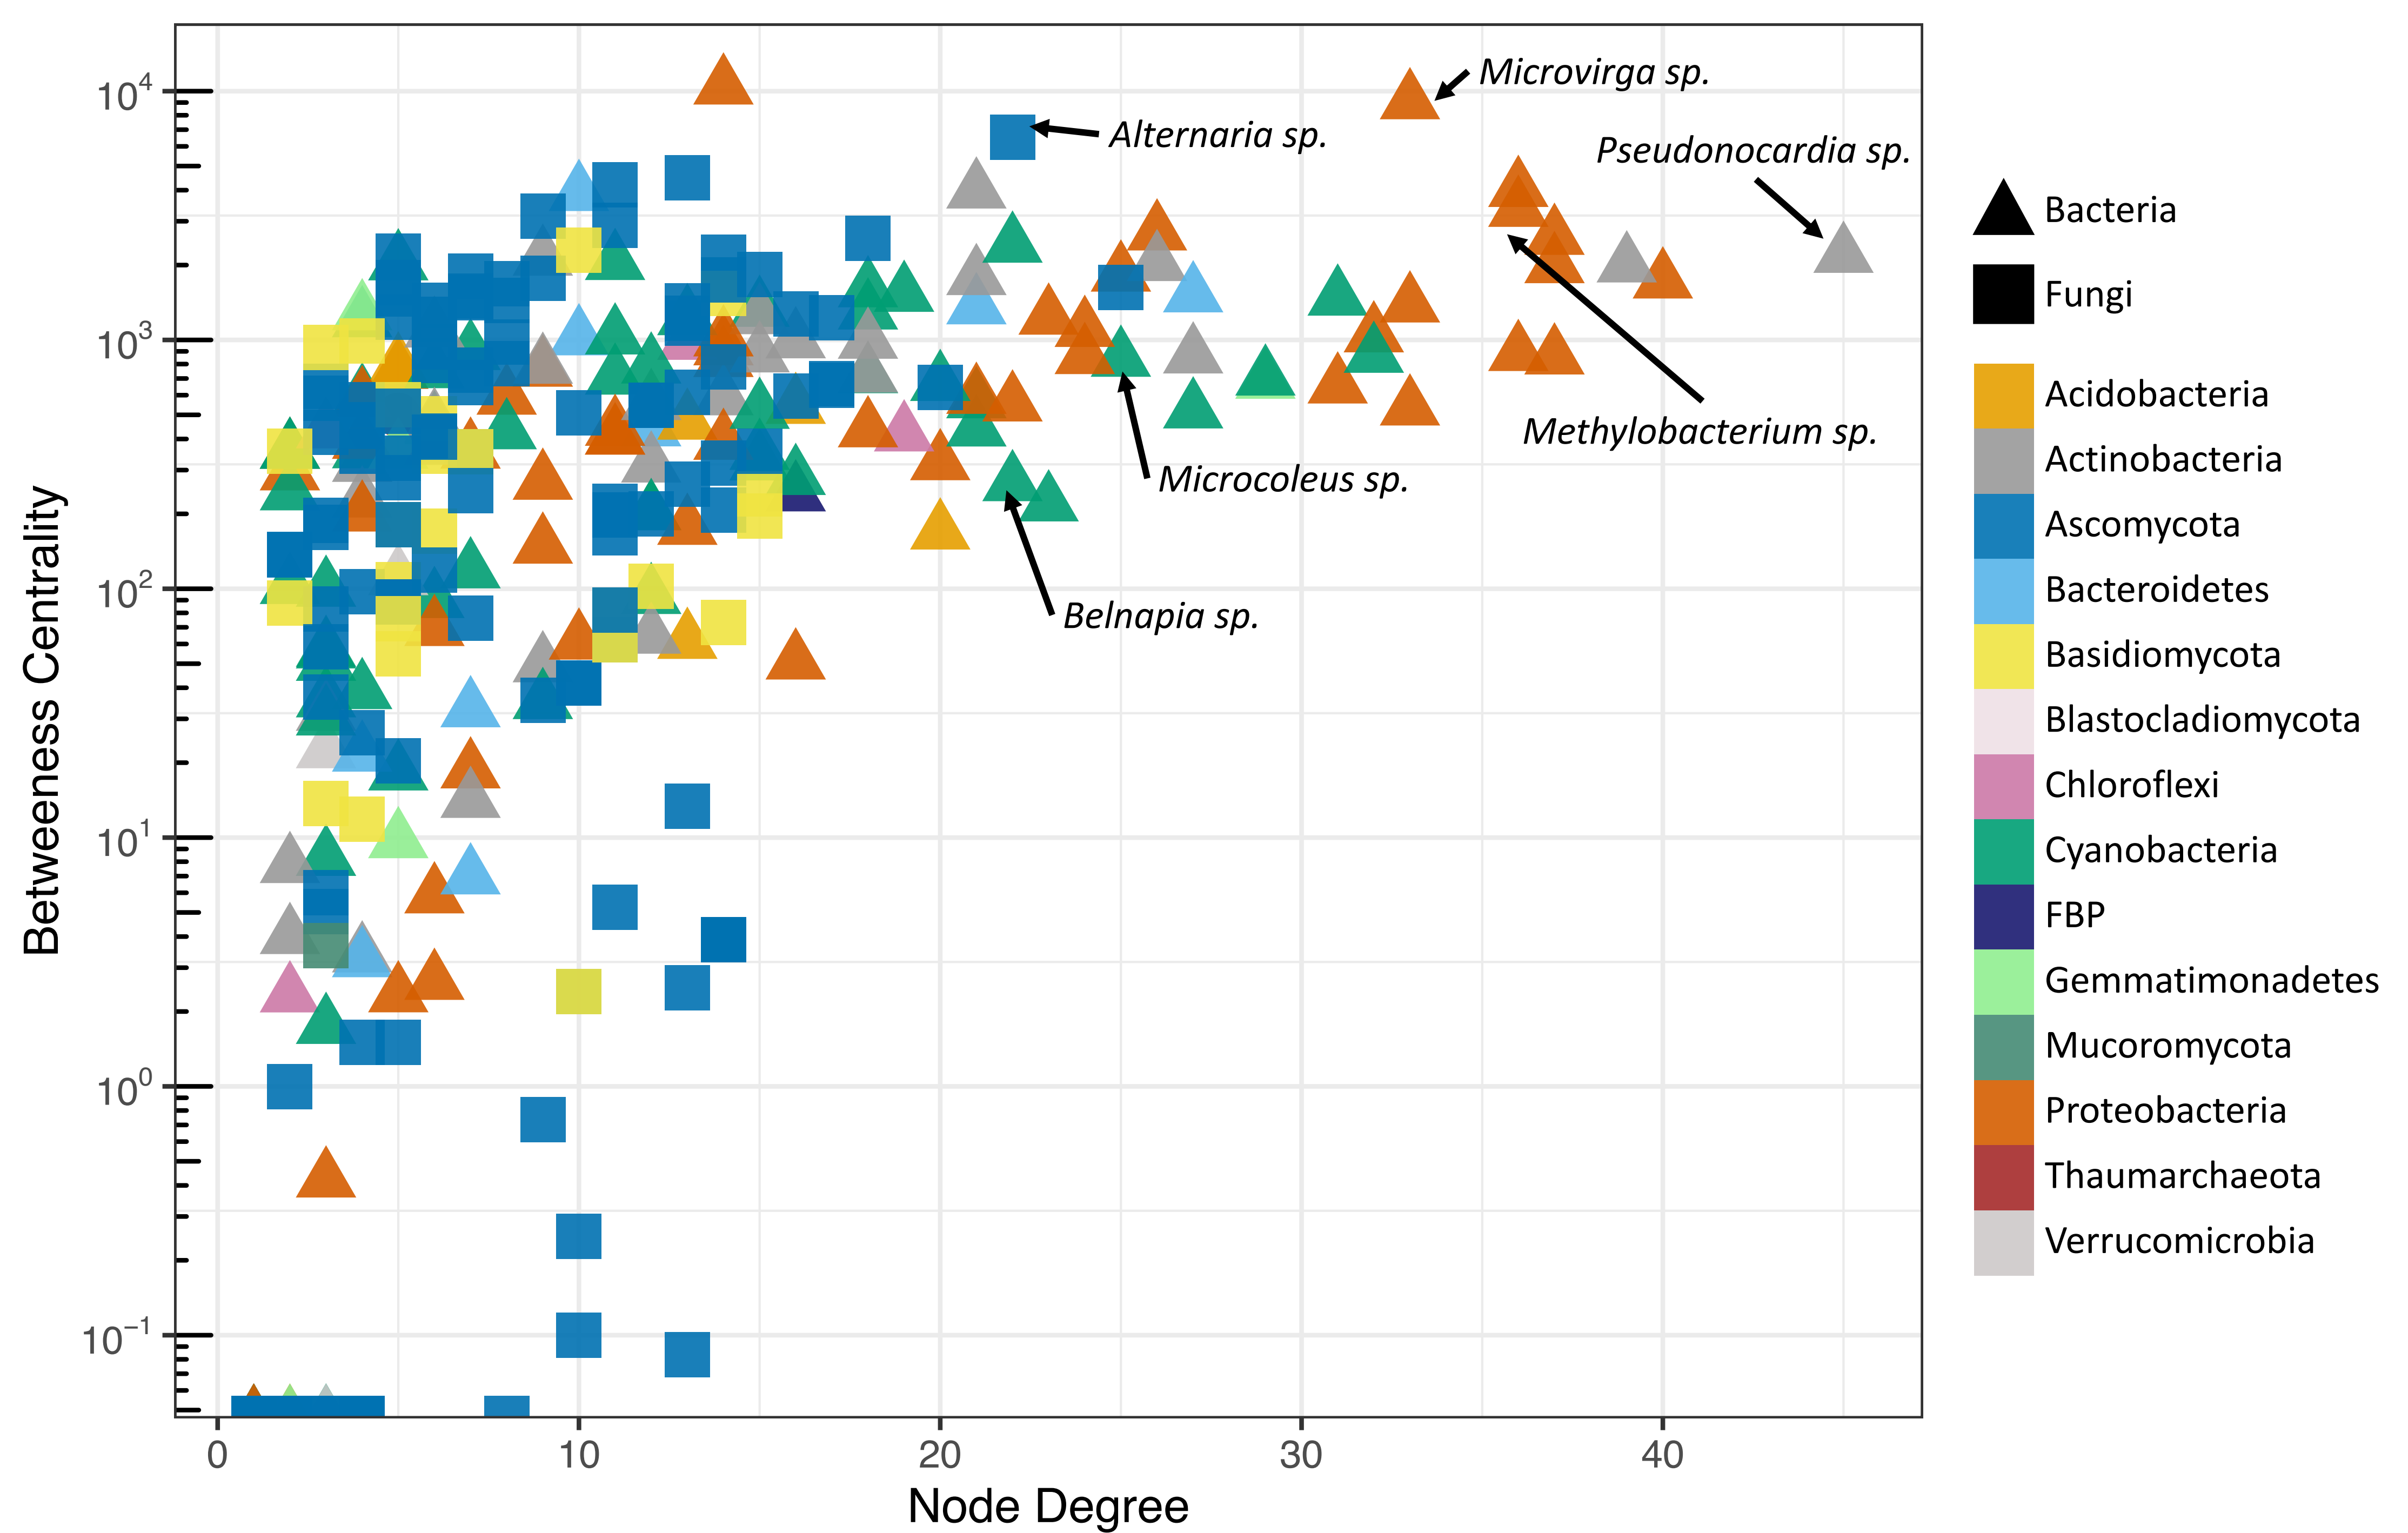 Betweeness Centrality
10^4
10^3
10^2
10^1
10^0
10^−1
0
10
20
30
40
Node Degree
Microvirga sp.
Alternaria sp.
Pseudonocardia sp.
Methylobacterium sp.
Microcoleus sp.
Belnapia sp.
Bacteria
Fungi
Acidobacteria
Actinobacteria
Ascomycota
Bacteroidetes
Basidiomycota
Blastocladiomycota
Chloroflexi
Cyanobacteria
FBP
Gemmatimonadetes
Mucoromycota
Proteobacteria
Thaumarchaeota
Verrucomicrobia